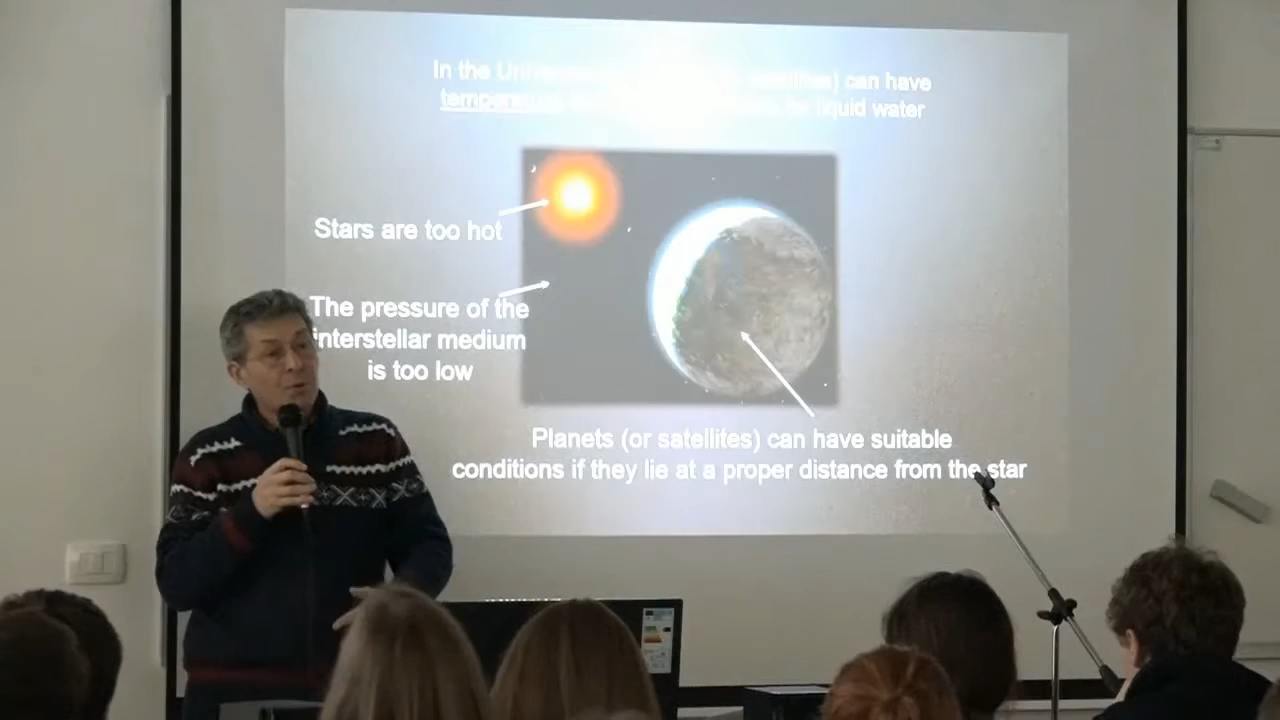 In the satellites) can have
liquid water
Stars are too hot
The pressure of the
interstellar medium
is too low
Planets (or satellites) can have suitable
conditions if they lie at a proper distance from the star